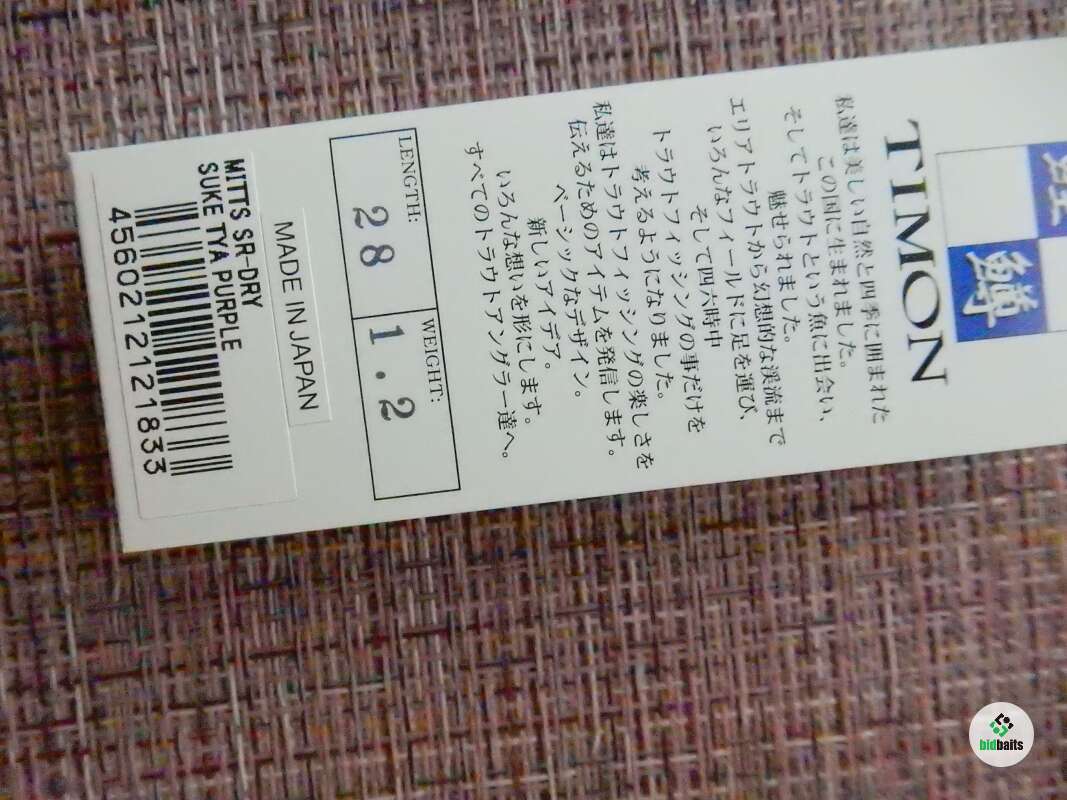 鱒
TIMON
私達は美しい自然と四季に囲まれた
この国に生まれました。
そしてトラウトという魚に出会い、
魅せられました。
エリアトラウトから幻想的な渓流まで
いろんなフィールドに足を運び、
そして四六時中
トラウトフィッシングの事だけを
考えるようになりました。
私達はトラウトフィッシングの楽しさを
伝えるためのアイテムを発信します。
ベーシックなデザイン。
新しいアイデア。
いろんな想いを形にします。
すべてのトラウトアングラー達へ。
LENGTH: WEIGHT:
28 1.2
MADE IN JAPAN
MITTS SR-DRY
SUKE TYA PURPLE
4560212121833
bidbaits